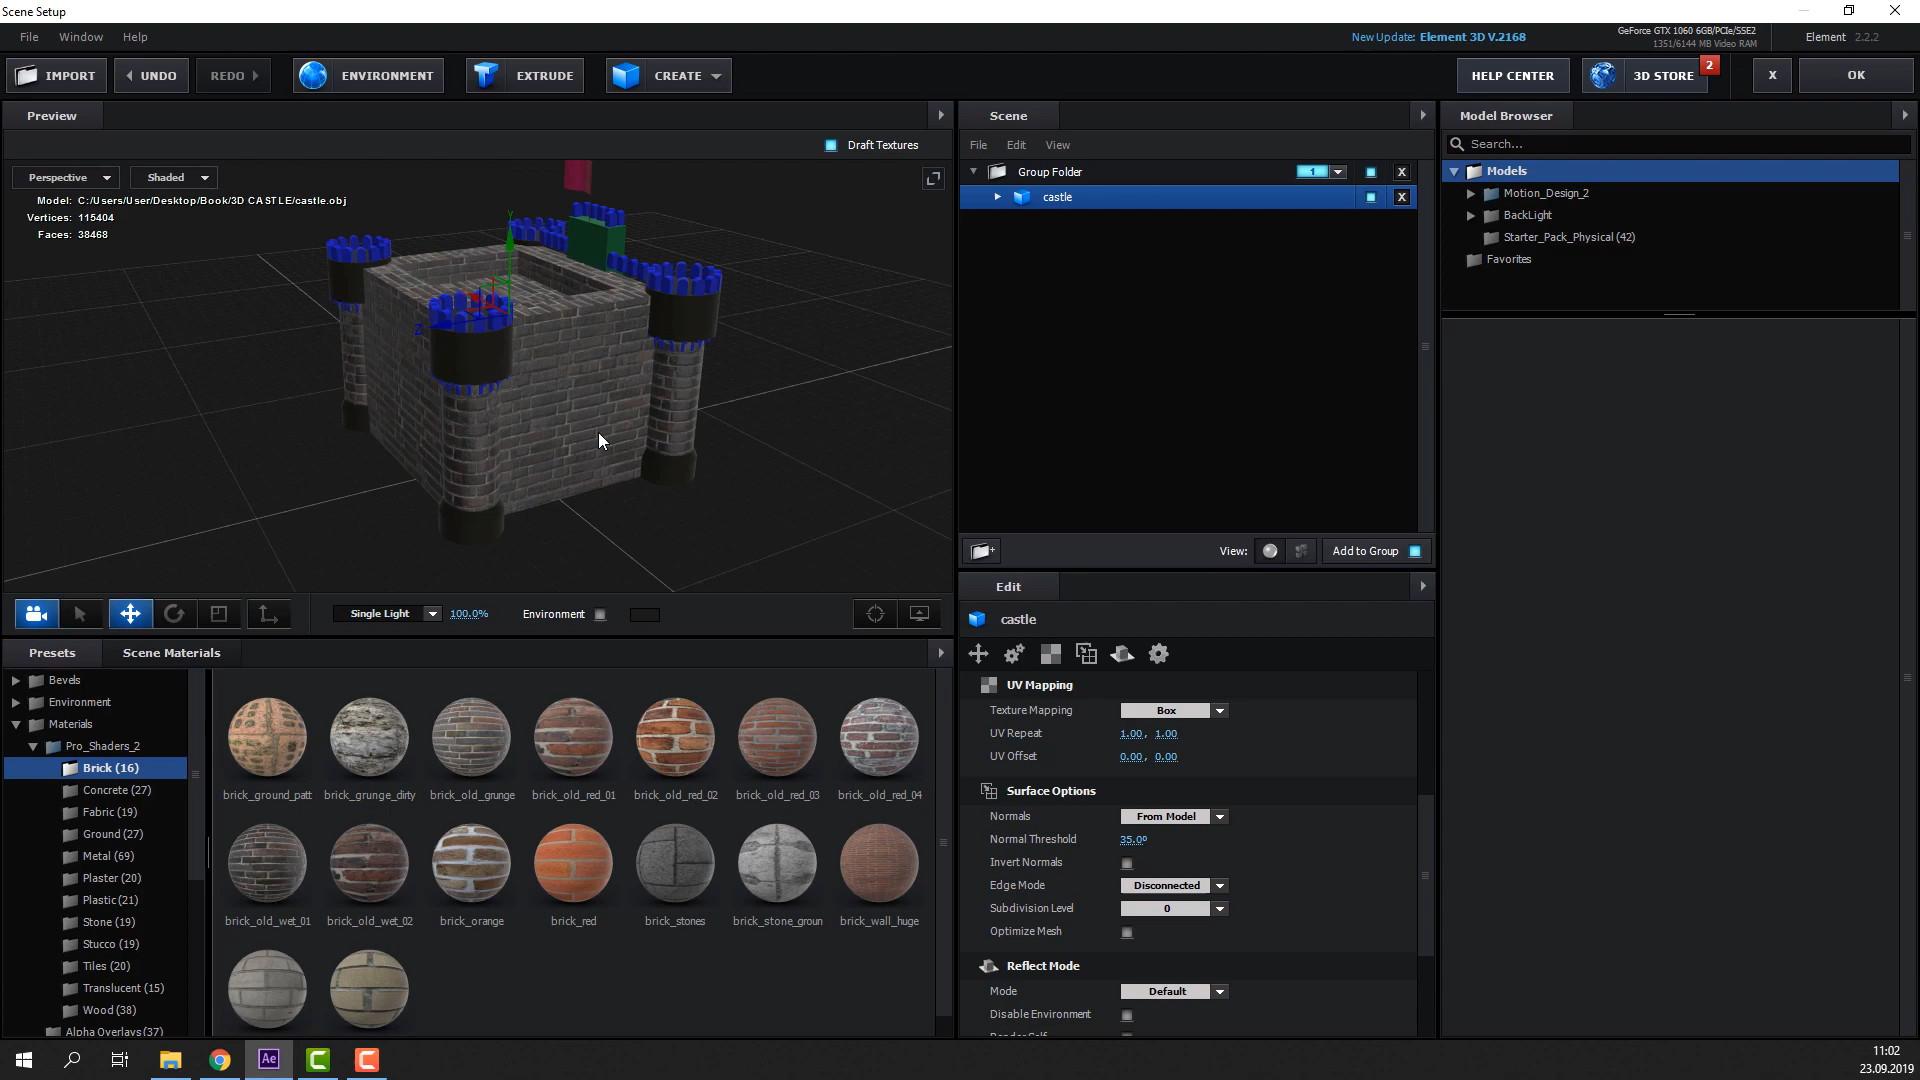 Scene Setup
File Window Help
New Update: Element 3D V.2168
GeForce GTX 1060 6GB/PCIe/SSE2
1351/6144 MB Video RAM
Element 2.2.2
IMPORT UNDO REDO ENVIRONMENT EXTRUDE CREATE HELP CENTER 3D STORE 2 X OK
Preview
Draft Textures
Perspective Shaded
Model: C:/Users/User/Desktop/Book/3D CASTLE/castle.obj
Vertices: 115404
Faces: 38468
Y
Z
Single Light 100.0% Environment
Scene
File Edit View
Group Folder 1 X
castle X
View: Add to Group
Model Browser
Search...
Models
Motion_Design_2
BackLight
Starter_Pack_Physical (42)
Favorites
Presets Scene Materials
Bevels
Environment
Materials
Pro_Shaders_2
Brick (16)
Concrete (27)
Fabric (19)
Ground (27)
Metal (69)
Plaster (20)
Plastic (21)
Stone (19)
Stucco (19)
Tiles (20)
Translucent (15)
Wood (38)
Alpha Overlays (37)
brick_ground_patt brick_grunge_dirty brick_old_grunge brick_old_red_01 brick_old_red_02 brick_old_red_03 brick_old_red_04
brick_old_wet_01 brick_old_wet_02 brick_orange brick_red brick_stones brick_stone_groun brick_wall_huge
Edit
castle
UV Mapping
Texture Mapping Box
UV Repeat 1.00, 1.00
UV Offset 0.00, 0.00
Surface Options
Normals From Model
Normal Threshold 35.0º
Invert Normals
Edge Mode Disconnected
Subdivision Level 0
Optimize Mesh
Reflect Mode
Mode Default
Disable Environment
Ae
11:02
23.09.2019